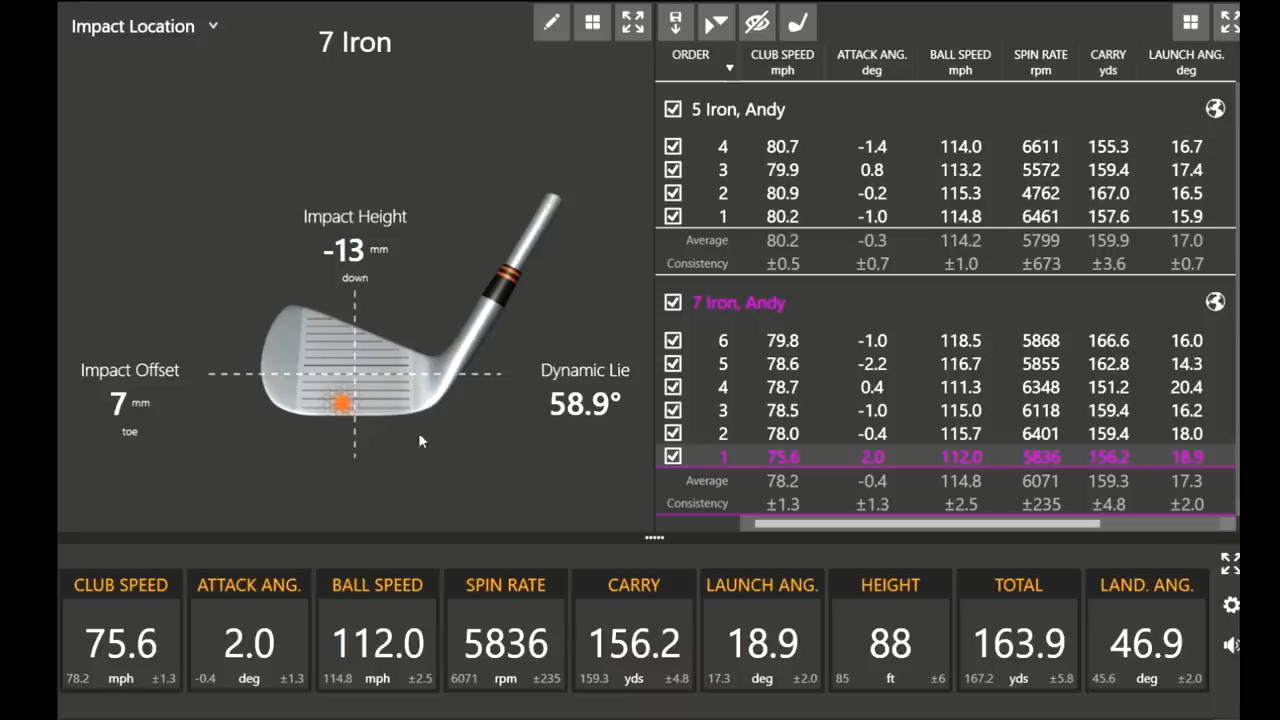 Impact Location
7 Iron
Impact Height
-13 mm
down
Impact Offset
7 mm
toe
Dynamic Lie
58.9°
ORDER CLUB SPEED ATTACK ANG. BALL SPEED SPIN RATE CARRY LAUNCH ANG.
mph deg mph rpm yds deg
5 Iron, Andy
4 80.7 -1.4 114.0 6611 155.3 16.7
3 79.9 0.8 113.2 5572 159.4 17.4
2 80.9 -0.2 115.3 4762 167.0 16.5
1 80.2 -1.0 114.8 6461 157.6 15.9
Average 80.2 -0.3 114.2 5799 159.9 17.0
Consistency ±0.5 ±0.7 ±1.0 ±673 ±3.6 ±0.7
7 Iron, Andy
6 79.8 -1.0 118.5 5868 166.6 16.0
5 78.6 -2.2 116.7 5855 162.8 14.3
4 78.7 0.4 111.3 6348 151.2 20.4
3 78.5 -1.0 115.0 6118 159.4 16.2
2 78.0 -0.4 115.7 6401 159.4 18.0
1 75.6 2.0 112.0 5836 156.2 18.9
Average 78.2 -0.4 114.8 6071 159.3 17.3
Consistency ±1.3 ±1.3 ±2.5 ±235 ±4.8 ±2.0
CLUB SPEED ATTACK ANG. BALL SPEED SPIN RATE CARRY LAUNCH ANG. HEIGHT TOTAL LAND. ANG.
75.6 2.0 112.0 5836 156.2 18.9 88 163.9 46.9
78.2 mph ±1.3 -0.4 deg ±1.3 114.8 mph ±2.5 6071 rpm ±235 159.3 yds ±4.8 17.3 deg ±2.0 85 ft ±6 167.2 yds ±5.8 45.6 deg ±2.0